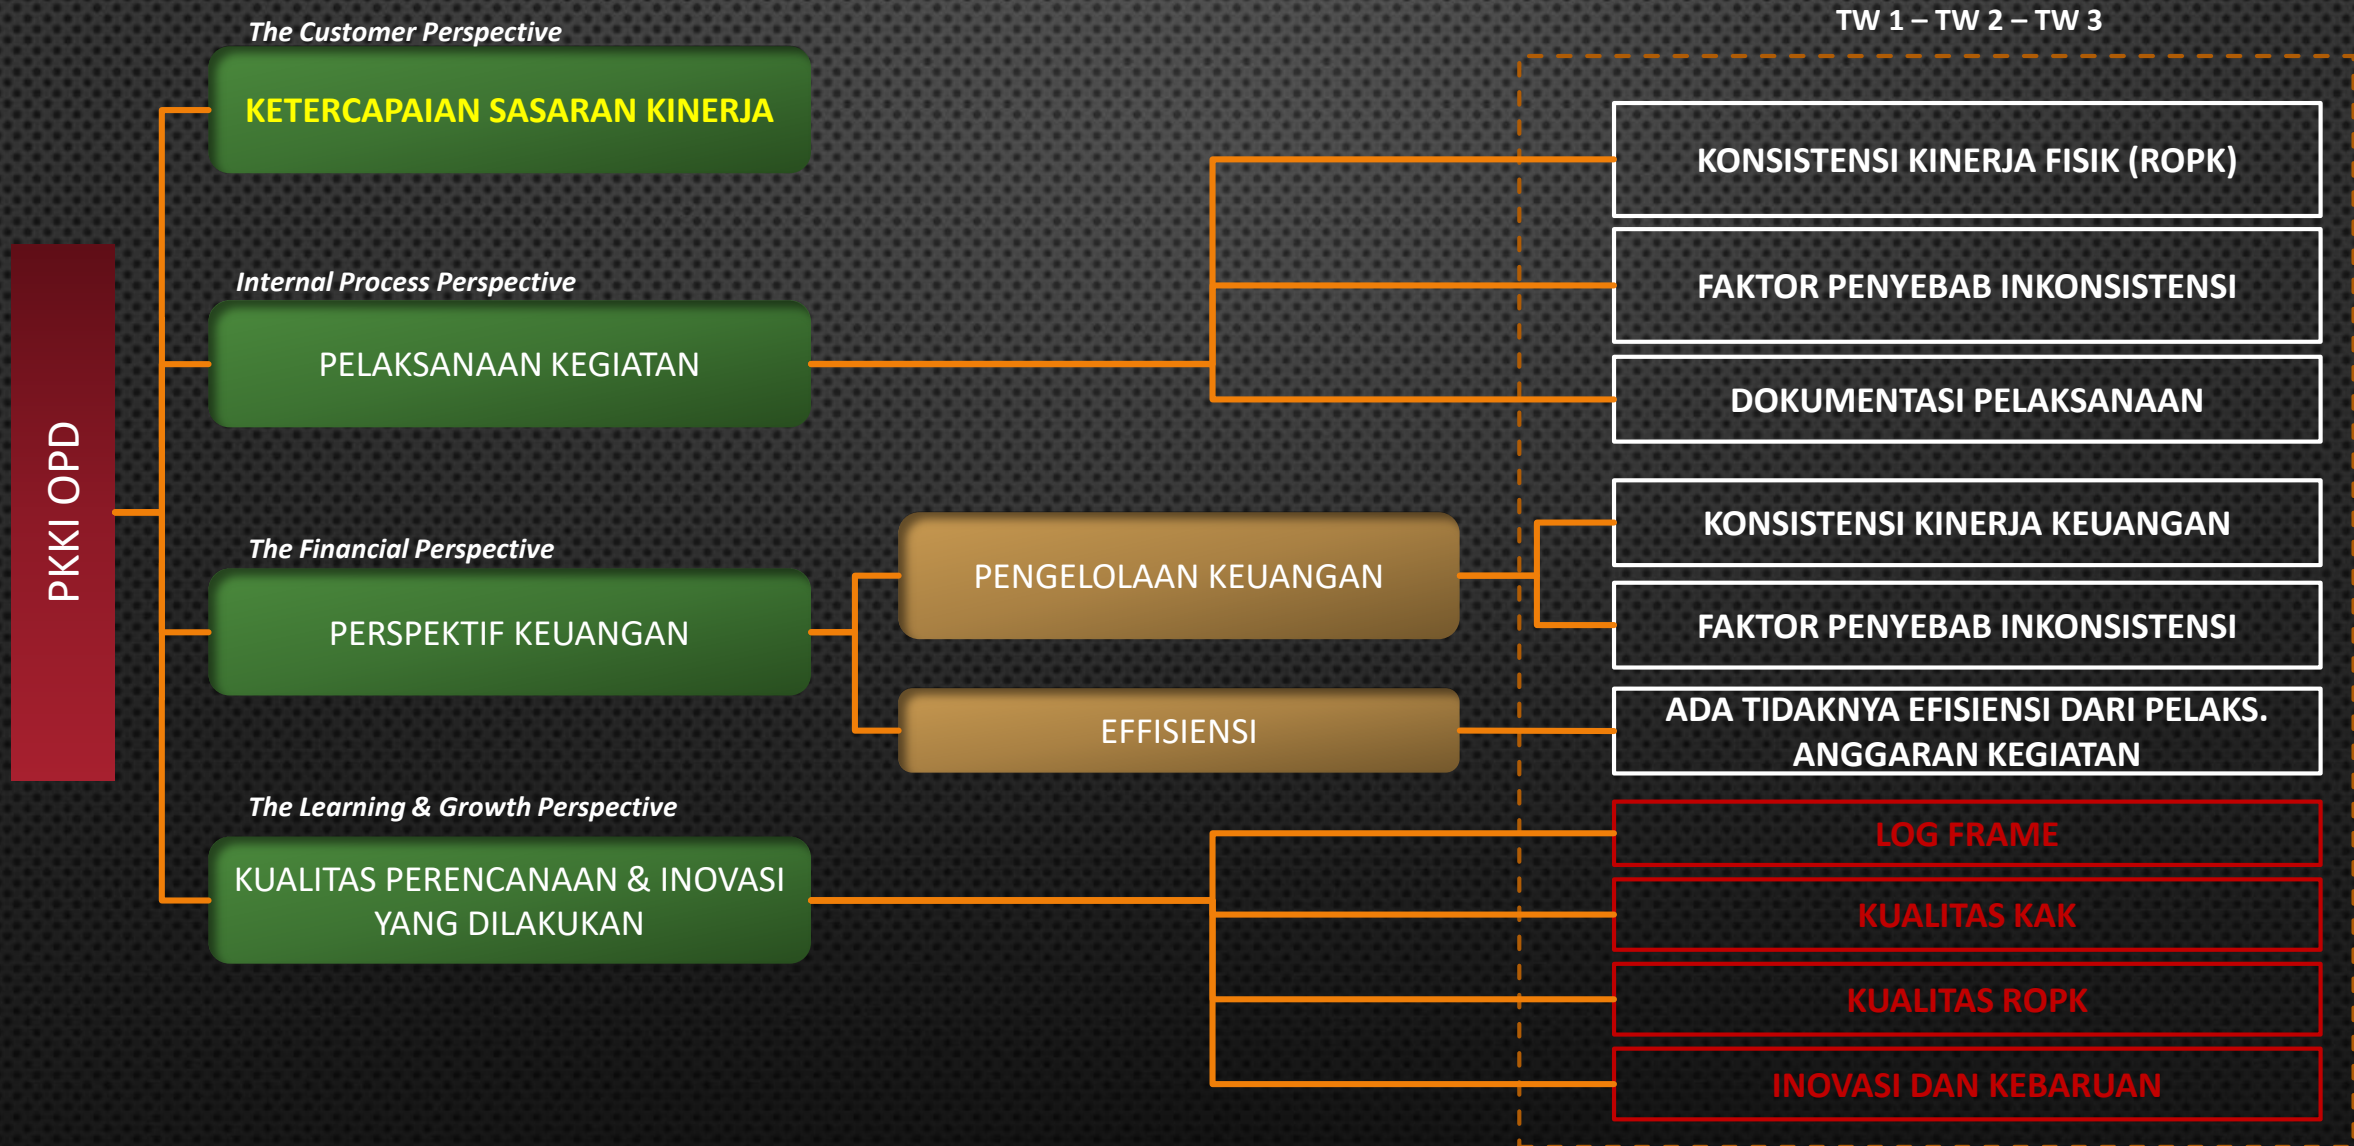 TW 1 – TW 2 – TW 3
PKKI OPD
The Customer Perspective
KETERCAPAIAN SASARAN KINERJA
Internal Process Perspective
PELAKSANAAN KEGIATAN
KONSISTENSI KINERJA FISIK (ROPK)
FAKTOR PENYEBAB INKONSISTENSI
DOKUMENTASI PELAKSANAAN
The Financial Perspective
PERSPEKTIF KEUANGAN
PENGELOLAAN KEUANGAN
KONSISTENSI KINERJA KEUANGAN
FAKTOR PENYEBAB INKONSISTENSI
EFFISIENSI
ADA TIDAKNYA EFISIENSI DARI PELAKS.
ANGGARAN KEGIATAN
The Learning & Growth Perspective
KUALITAS PERENCANAAN & INOVASI
YANG DILAKUKAN
LOG FRAME
KUALITAS KAK
KUALITAS ROPK
INOVASI DAN KEBARUAN